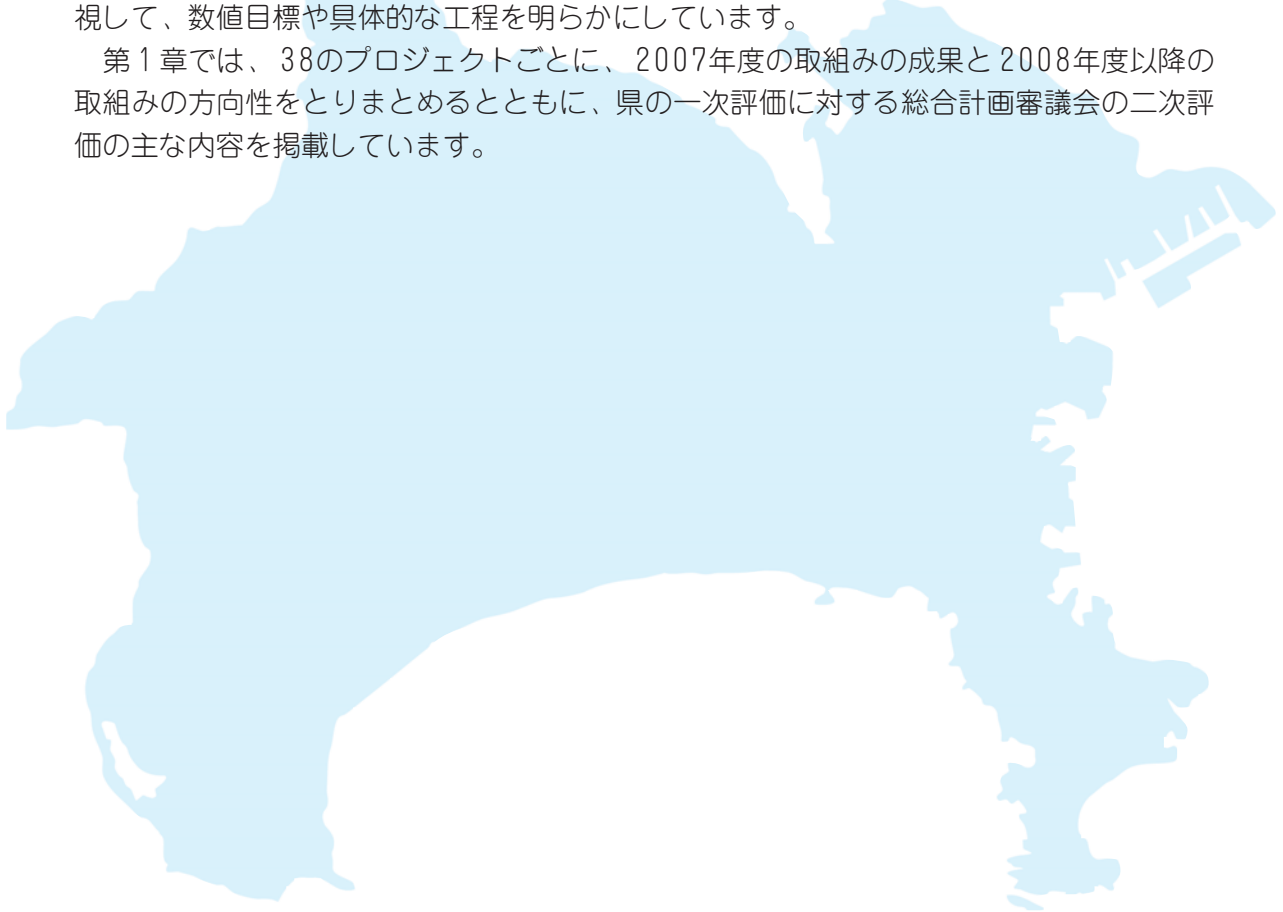 視して、数値目標や具体的な工程を明らかにしています。
第1章では、38のプロジェクトごとに、2007年度の取組みの成果と2008年度以降の
取組みの方向性をとりまとめるとともに、県の一次評価に対する総合計画審議会の二次評
価の主な内容を掲載しています。